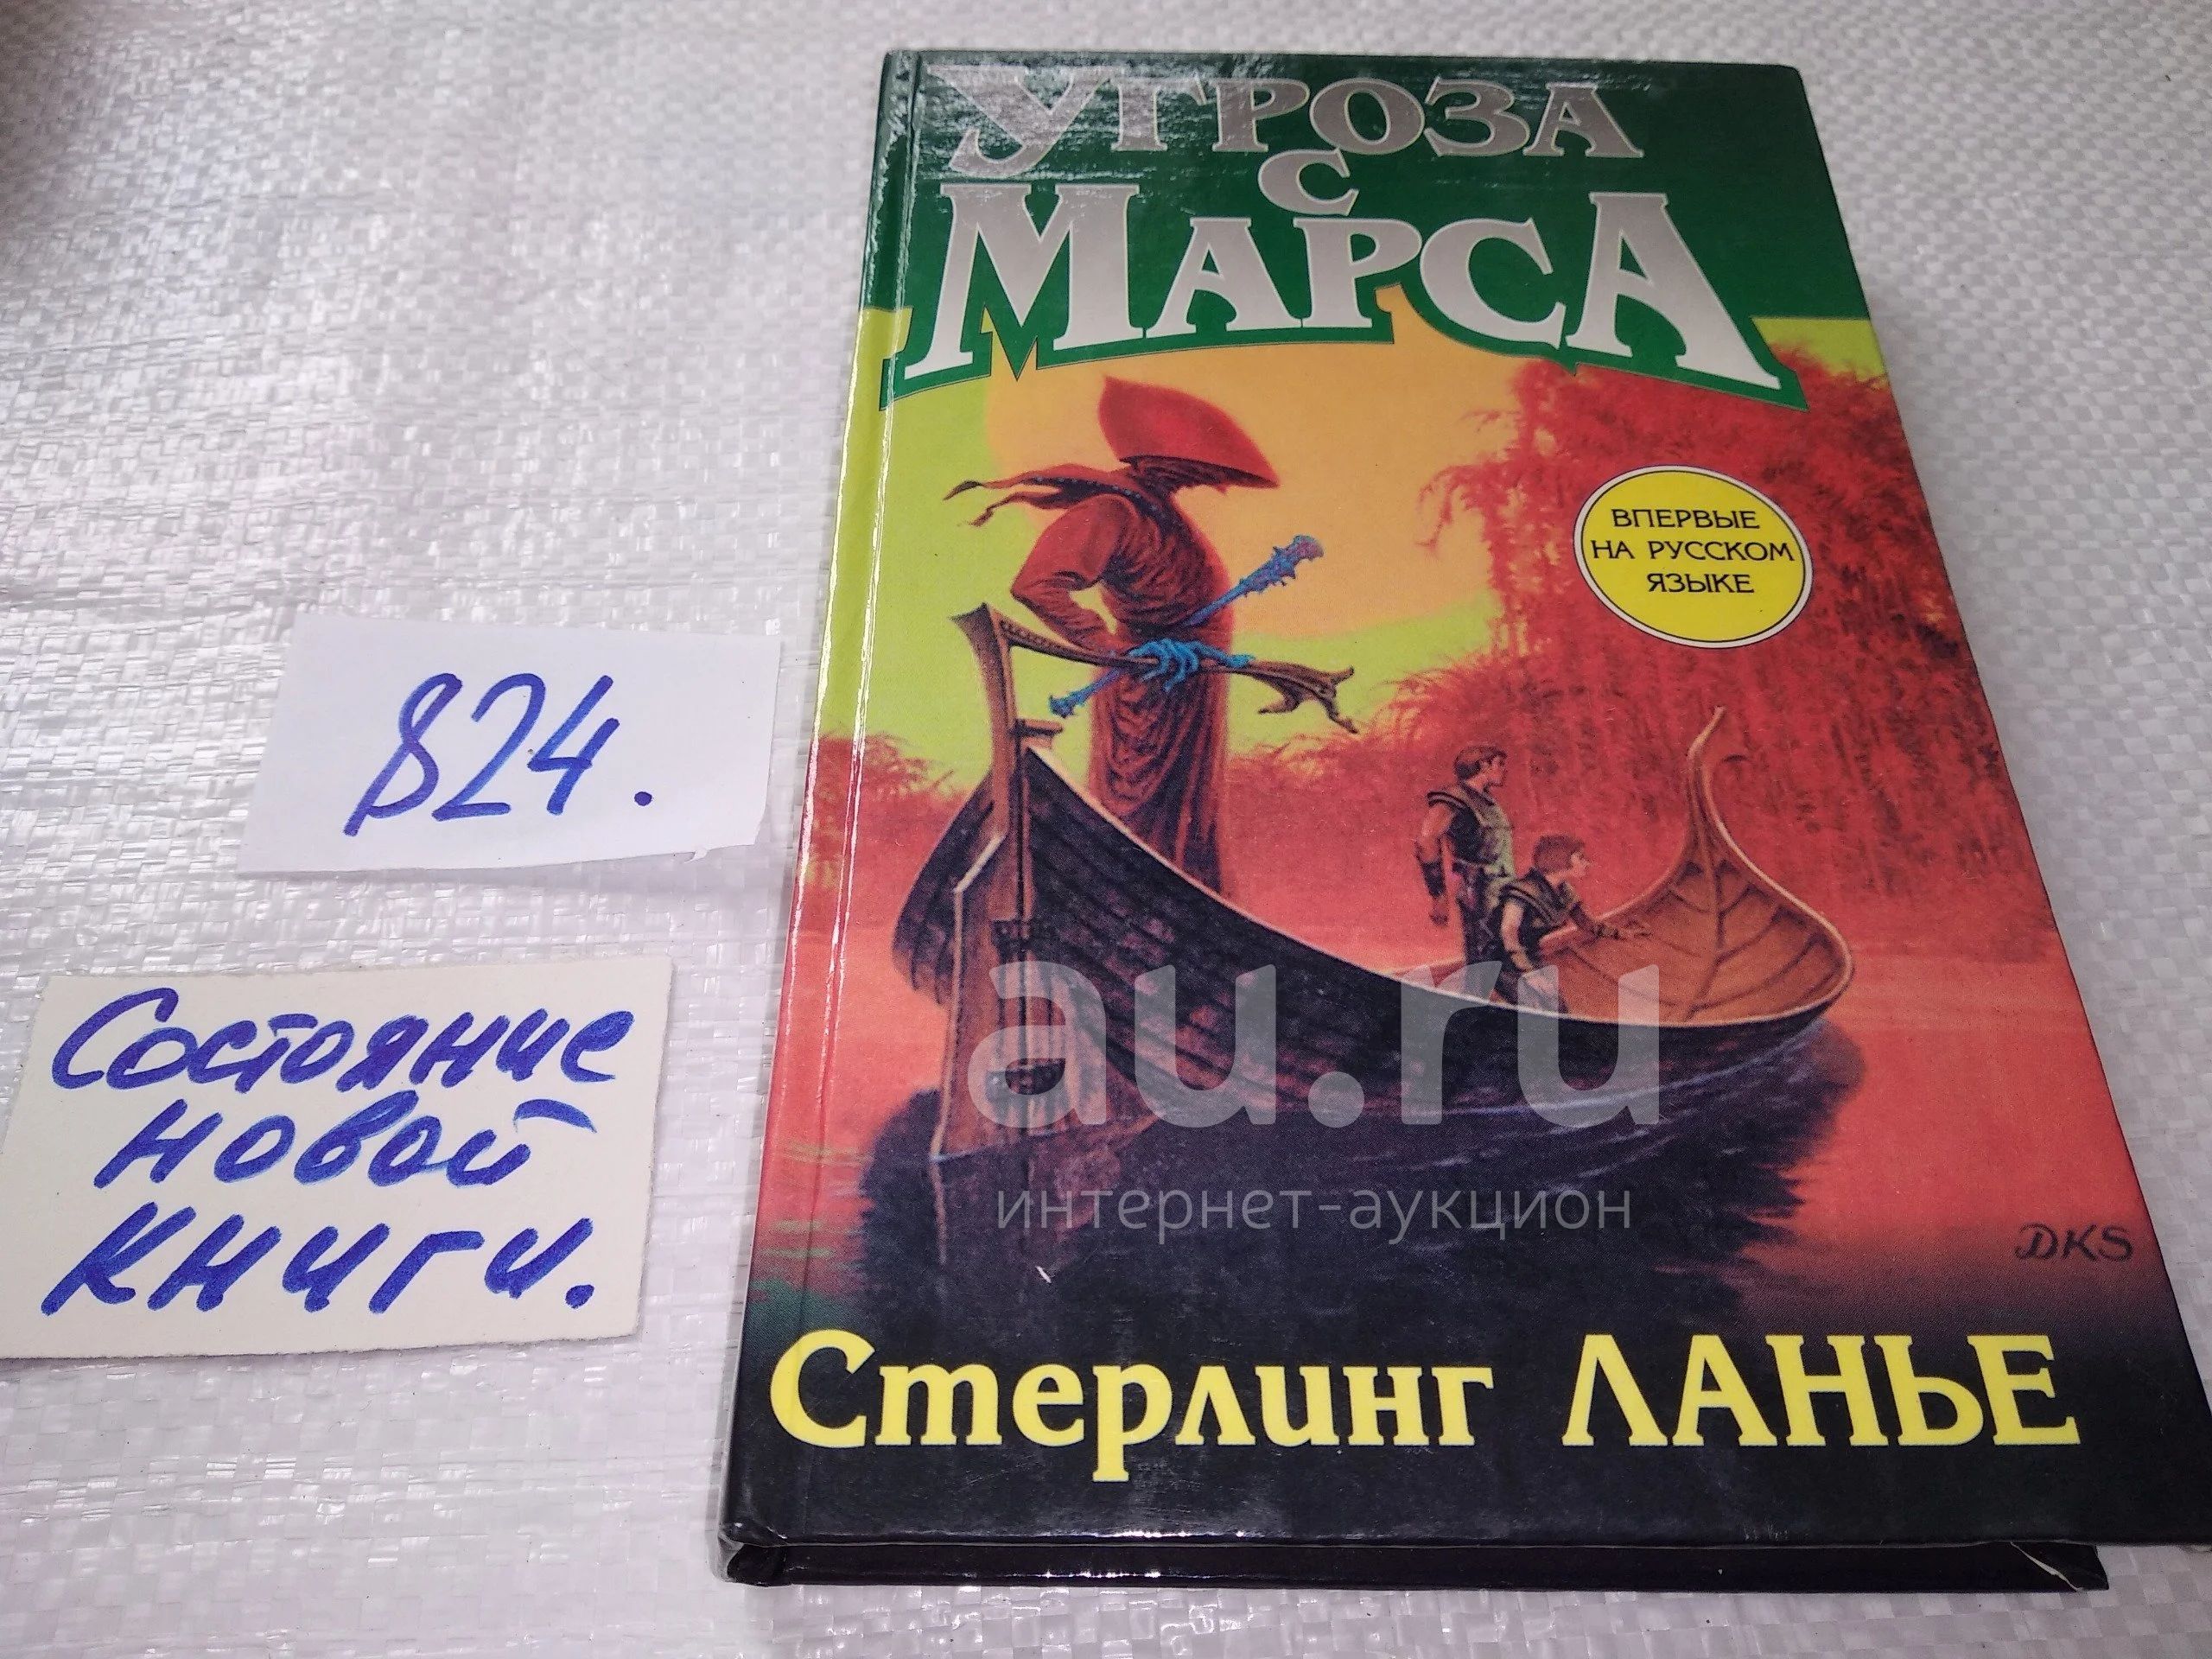 УГРОЗА
С
МАРСА
ВПЕРВЫЕ
НА РУССКОМ
ЯЗЫКЕ
824.
Состояние
новой
книги.
au.ru
интернет-аукцион
DKS
Стерлинг ЛАНЬЕ